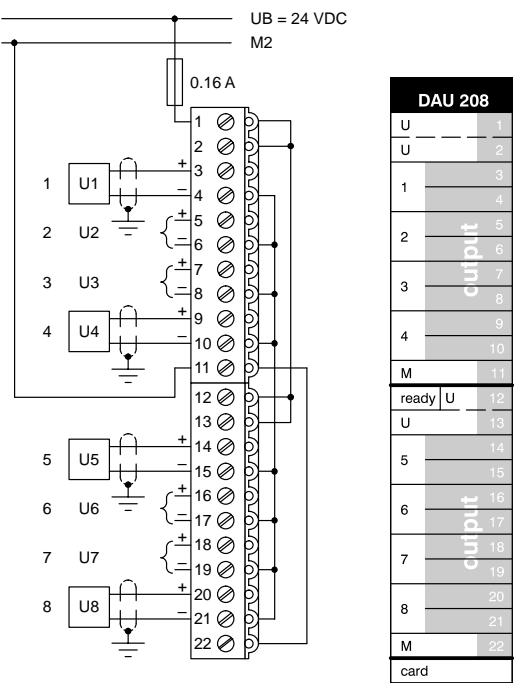 UB = 24 VDC
M2
0.16 A
1
2
+ 3
1 U1
– 4
+ 5
2 U2
– 6
+ 7
3 U3
– 8
+ 9
4 U4
– 10
11
12
13
+ 14
5 U5
– 15
+ 16
6 U6
– 17
+ 18
7 U7
– 19
+ 20
8 U8
– 21
22
DAU 208
U 1
U 2
1 3
4
2 5
6
3 7
8
output
4 9
10
M 11
ready U 12
U 13
5 14
15
6 16
17
7 18
19
output
8 20
21
M 22
card